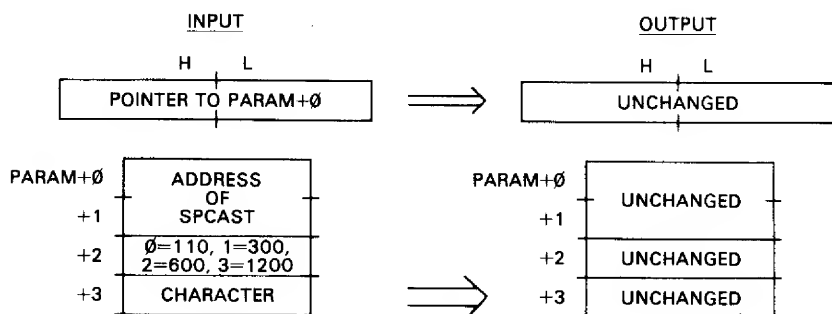 INPUT
OUTPUT
H L
H L
POINTER TO PARAM+Ø
UNCHANGED
PARAM+Ø
ADDRESS
OF
+1
SPCAST
+2
Ø=110, 1=300,
2=600, 3=1200
+3
CHARACTER
PARAM+Ø
UNCHANGED
+1
+2
UNCHANGED
+3
UNCHANGED